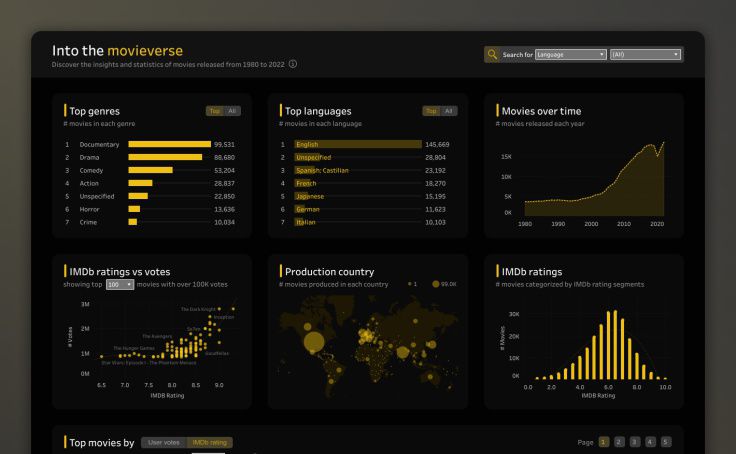 Into the movieverse
Discover the insights and statistics of movies released from 1980 to 2022
Search for Language (All)
Top genres Top All
# movies in each genre
1 Documentary 99,531
2 Drama 88,680
3 Comedy 53,204
4 Action 28,837
5 Unspecified 22,850
6 Horror 13,636
7 Crime 10,034
Top languages Top All
# movies in each language
1 English 145,669
2 Unspecified 28,804
3 Spanish; Castilian 23,192
4 French 18,270
5 Japanese 15,195
6 German 11,623
7 Italian 10,103
Movies over time
# movies released each year
15K
10K
5K
0K
1980 1990 2000 2010 2020
IMDb ratings vs votes
showing top 100 movies with over 100K votes
3M
2M
1M
0M
# Votes
The Dark Knight
Inception
Se7en
The Avengers
The Hunger Games
Goodfellas
Star Wars: Episode I - The Phantom Menace
6.5 7.0 7.5 8.0 8.5 9.0
IMDb Rating
Production country
# movies produced in each country 1 99.0K
IMDb ratings
# movies categorized by IMDb rating segments
30K
20K
10K
0K
# Movies
0.0 2.0 4.0 6.0 8.0 10.0
IMDb Rating
Top movies by User votes IMDb rating
Page 1 2 3 4 5